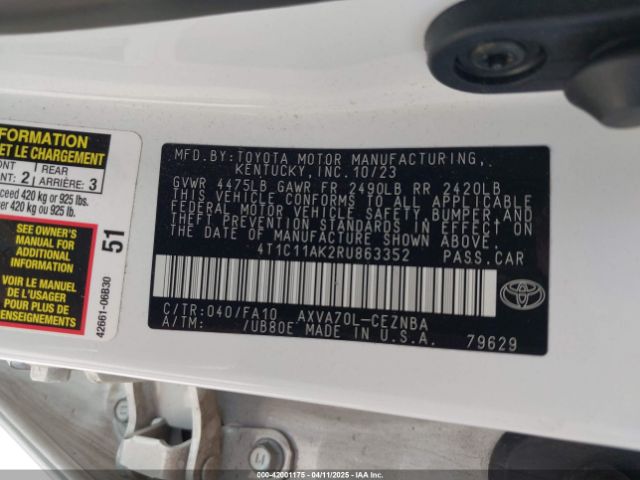 FORMATION
ET LE CHARGEMENT
ONT
NT: 2
REAR
ARRIÈRE: 3
ceed 420 kg or 925 lbs.
er 420 kg ou 925 lb.
SEE OWNER'S
MANUAL FOR
ADDITIONAL
INFORMATION
VOIR LE MANUEL
DE L'USAGER
POUR PLUS DE
RENSEIGNEMENTS
51
42661-06B30
MFD.BY: TOYOTA MOTOR MANUFACTURING,
KENTUCKY, INC. 10/23
GVWR 4475LB GAWR FR 2490LB RR 2420LB
THIS VEHICLE CONFORMS TO ALL APPLICABLE
FEDERAL MOTOR VEHICLE SAFETY, BUMPER, AND
THEFT PREVENTION STANDARDS IN EFFECT ON
THE DATE OF MANUFACTURE SHOWN ABOVE.
4T1C11AK2RU863352 PASS.CAR
C/TR: 040/FA10 AXVA70L-CEZNBA
A/TM: /UB80E MADE IN U.S.A.
79629
TOYOTA
LI
000-42001175 - 04/11/2025 - IAAI.COM